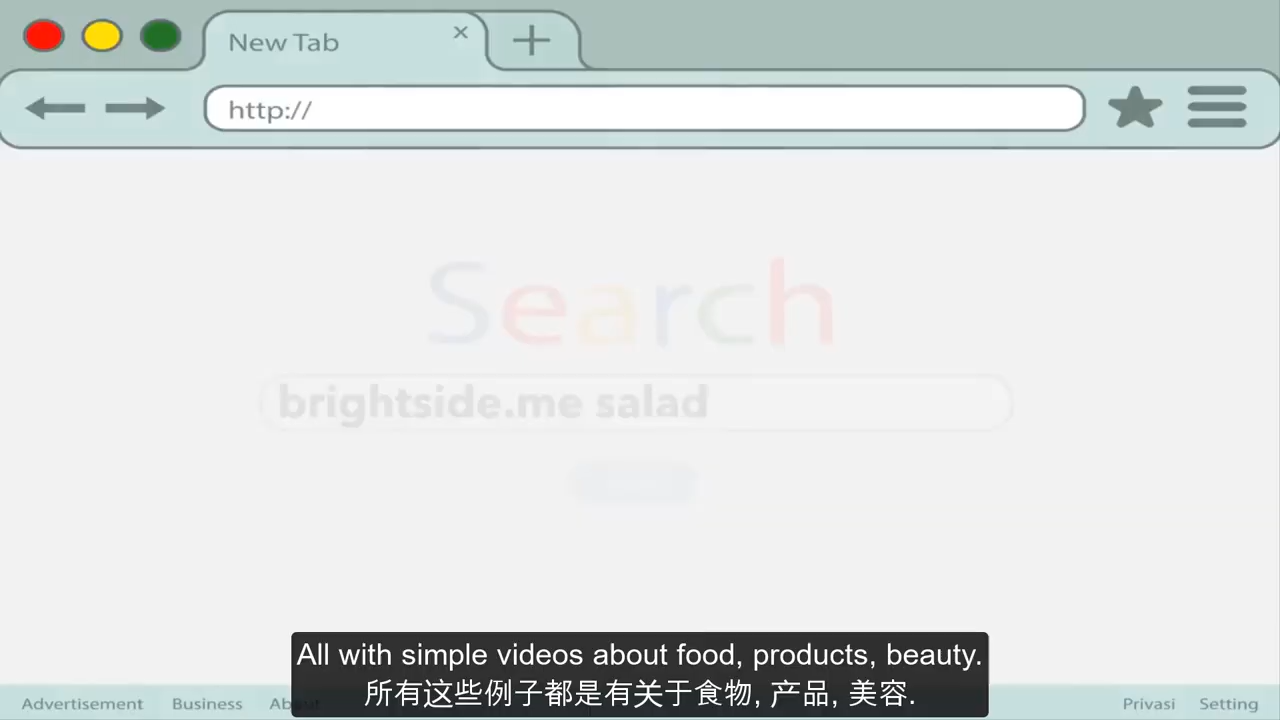 New Tab
http://
Search
brightside.me salad
All with simple videos about food, products, beauty.
所有这些例子都是有关于食物, 产品, 美容.
Advertisement Business About Privasi Setting